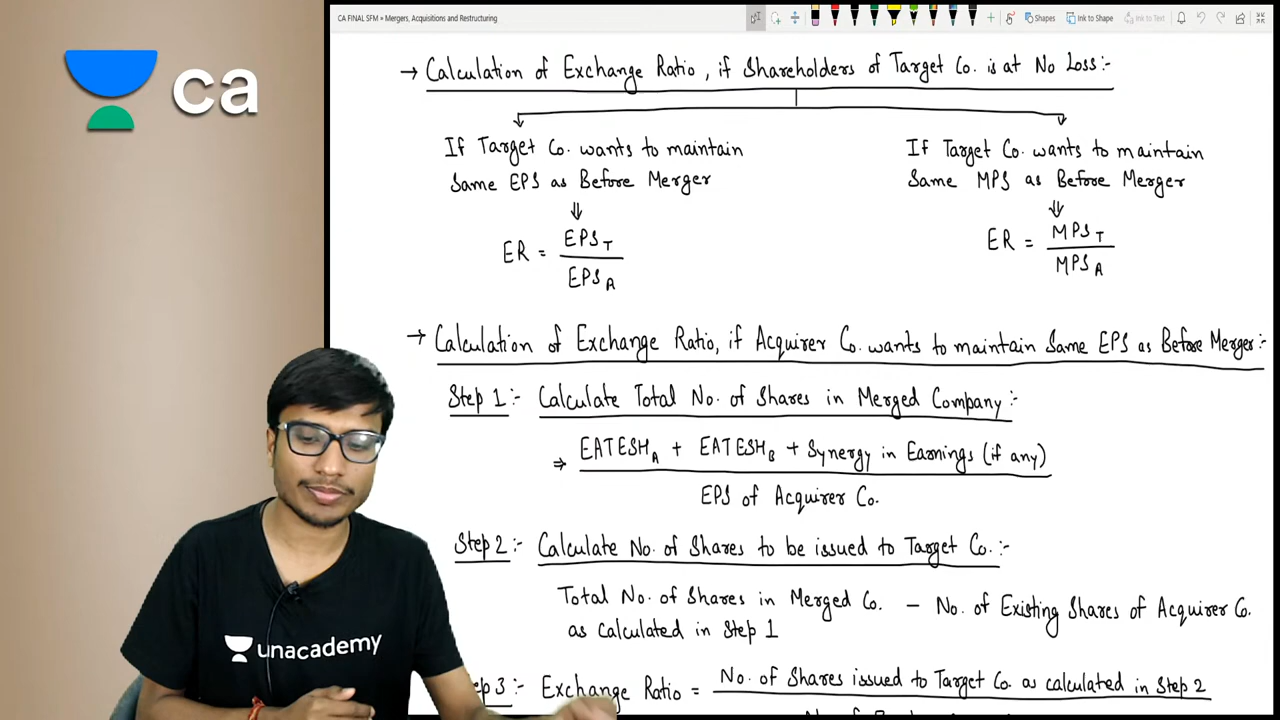 CA FINAL SFM » Mergers, Acquisitions and Restructuring
Shapes
Ink to Shape
Ink to Text
ca
→ Calculation of Exchange Ratio, if Shareholders of Target Co. is at No Loss:-
If Target Co. wants to maintain
Same EPS as Before Merger
⇓
ER = EPS_T / EPS_A
If Target Co. wants to maintain
Same MPS as Before Merger
⇓
ER = MPS_T / MPS_A
→ Calculation of Exchange Ratio, if Acquirer Co. wants to maintain Same EPS as Before Merger:-
Step 1:- Calculate Total No. of Shares in Merged Company:-
⇒ EATESH_A + EATESH_B + Synergy in Earnings (if any)
EPS of Acquirer Co.
Step 2:- Calculate No. of Shares to be issued to Target Co.:-
Total No. of Shares in Merged Co. – No. of Existing Shares of Acquirer Co.
as calculated in Step 1
ep 3:- Exchange Ratio = No. of Shares issued to Target Co. as calculated in Step 2
unacademy